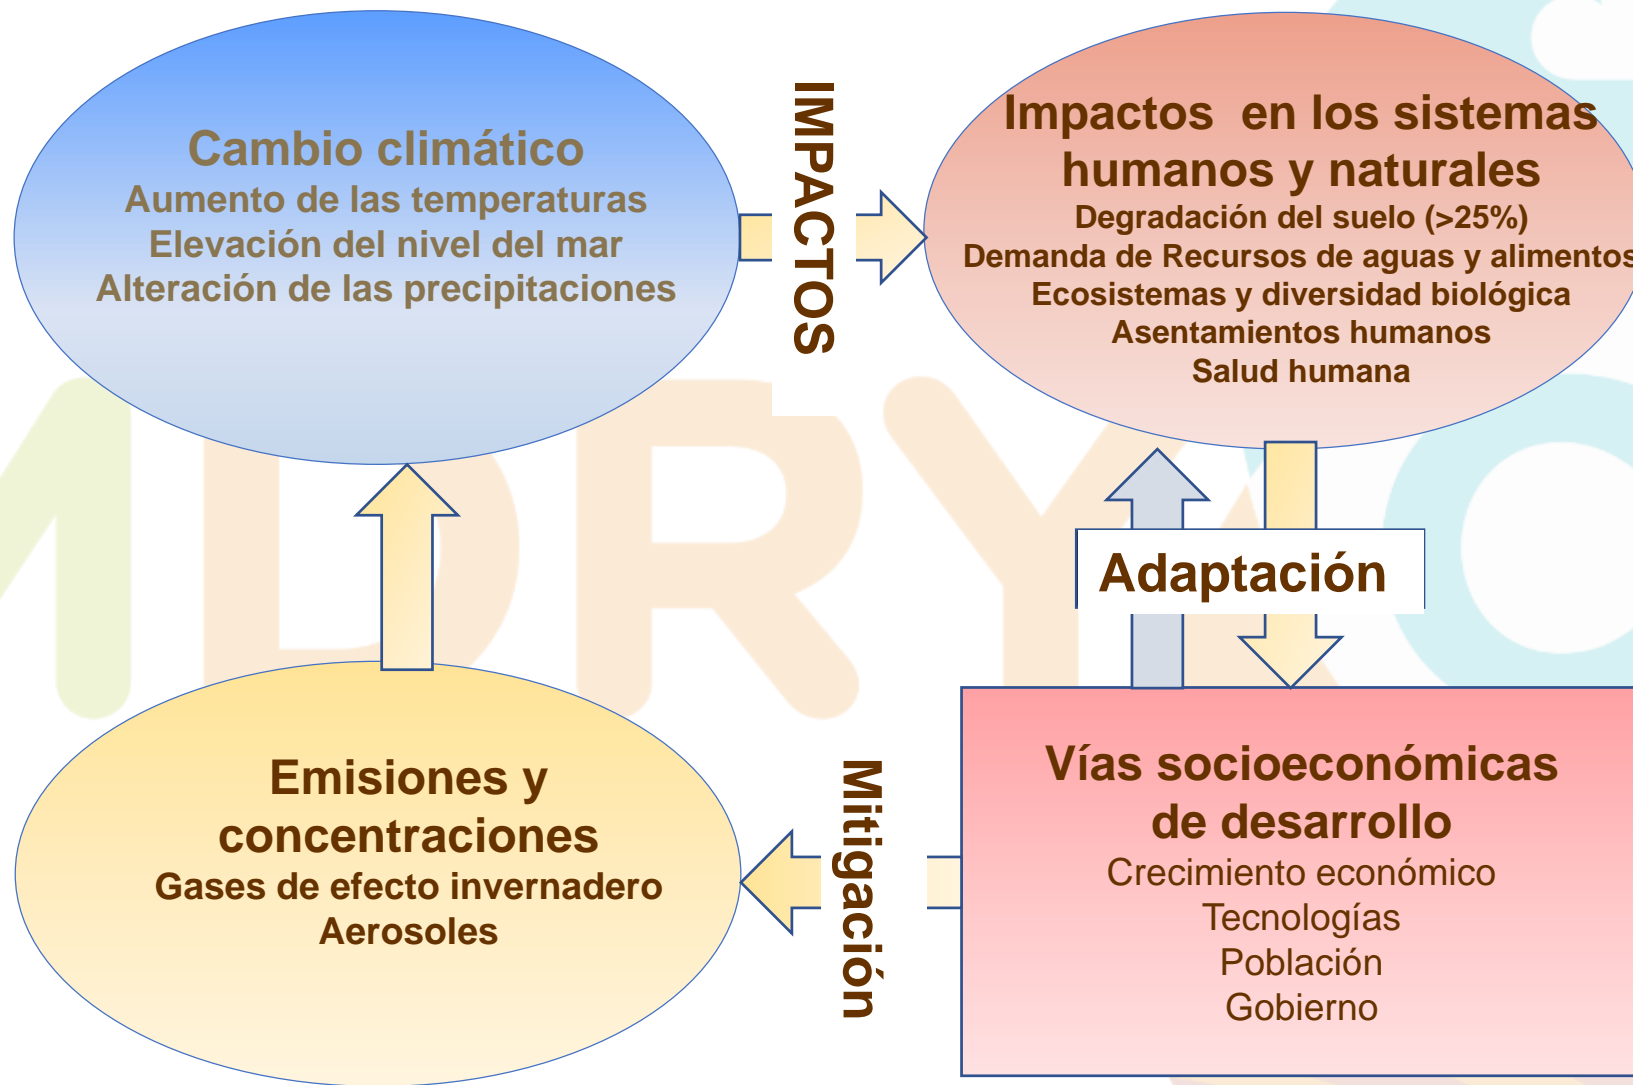 Cambio climático
Aumento de las temperaturas
Elevación del nivel del mar
Alteración de las precipitaciones
IMPACTOS
Impactos en los sistemas
humanos y naturales
Degradación del suelo (>25%)
Demanda de Recursos de aguas y alimentos
Ecosistemas y diversidad biológica
Asentamientos humanos
Salud humana
Adaptación
Emisiones y
concentraciones
Gases de efecto invernadero
Aerosoles
Mitigación
Vías socioeconómicas
de desarrollo
Crecimiento económico
Tecnologías
Población
Gobierno